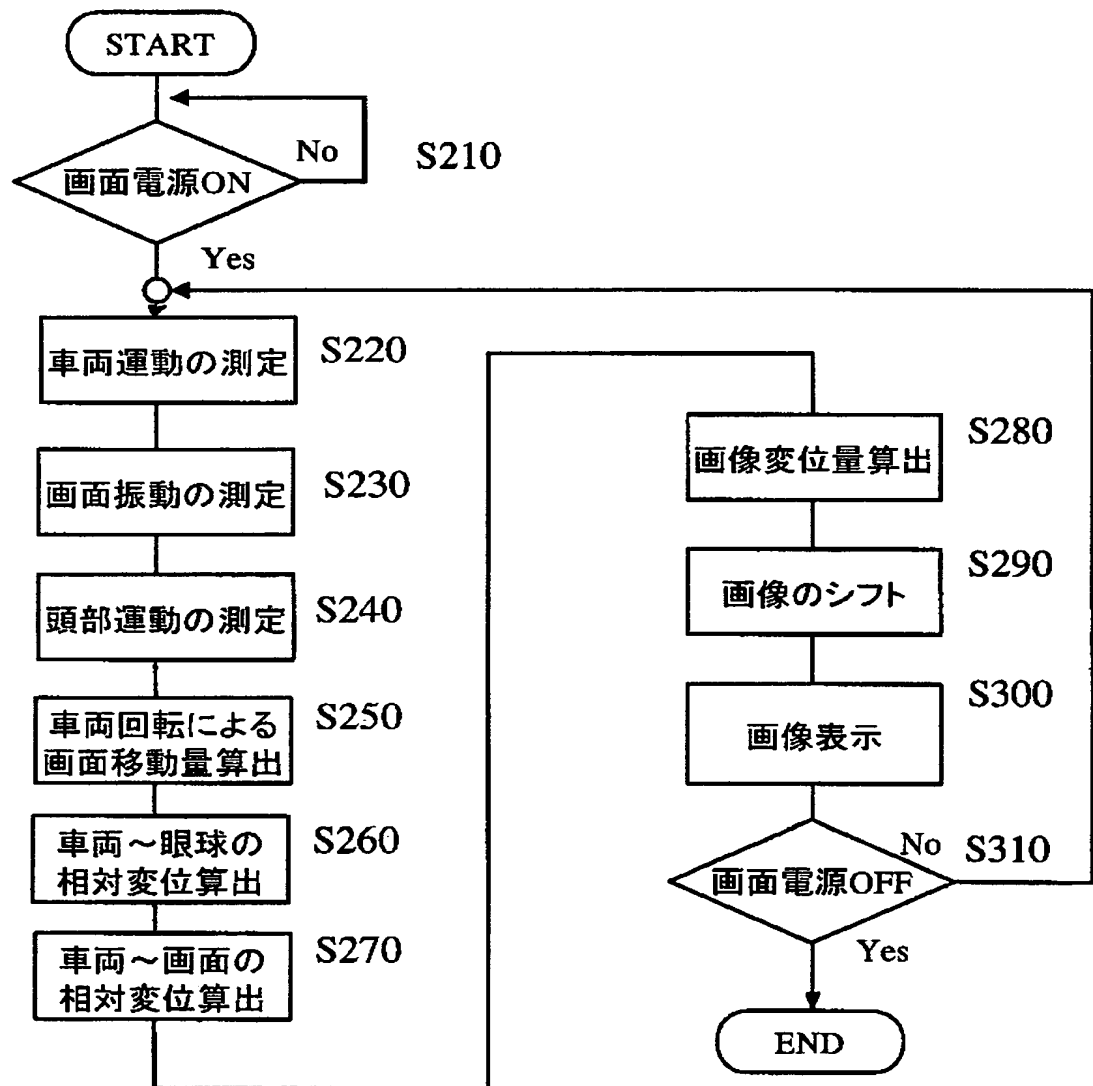 START
No
S210
画面電源ON
Yes
車両運動の測定
S220
画面振動の測定
S230
頭部運動の測定
S240
車両回転による
画面移動量算出
S250
車両～眼球の
相対変位算出
S260
車両～画面の
相対変位算出
S270
画像変位量算出
S280
画像のシフト
S290
画像表示
S300
No
S310
画面電源OFF
Yes
END